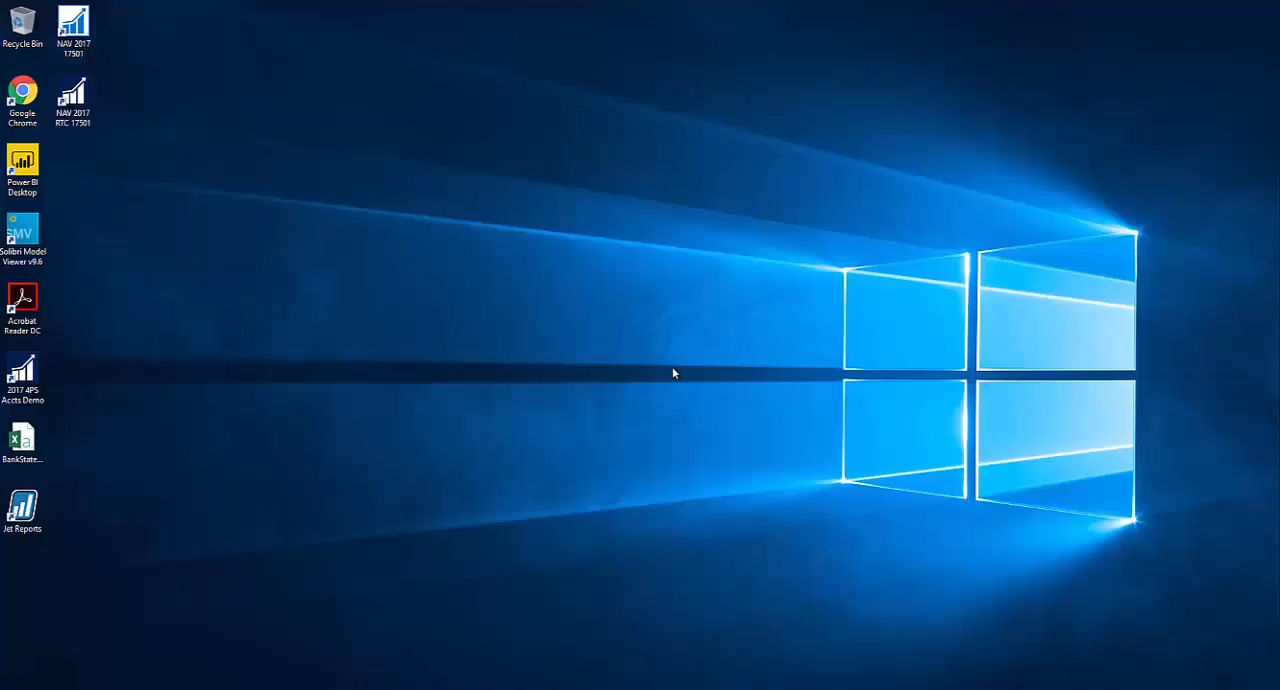 Recycle Bin
NAV 2017
17501
Google
Chrome
NAV 2017
RTC 17501
Power BI
Desktop
SMV
Solibri Model
Viewer v9.6
Acrobat
Reader DC
2017 4PS
Accts Demo
BankState...
Jet Reports